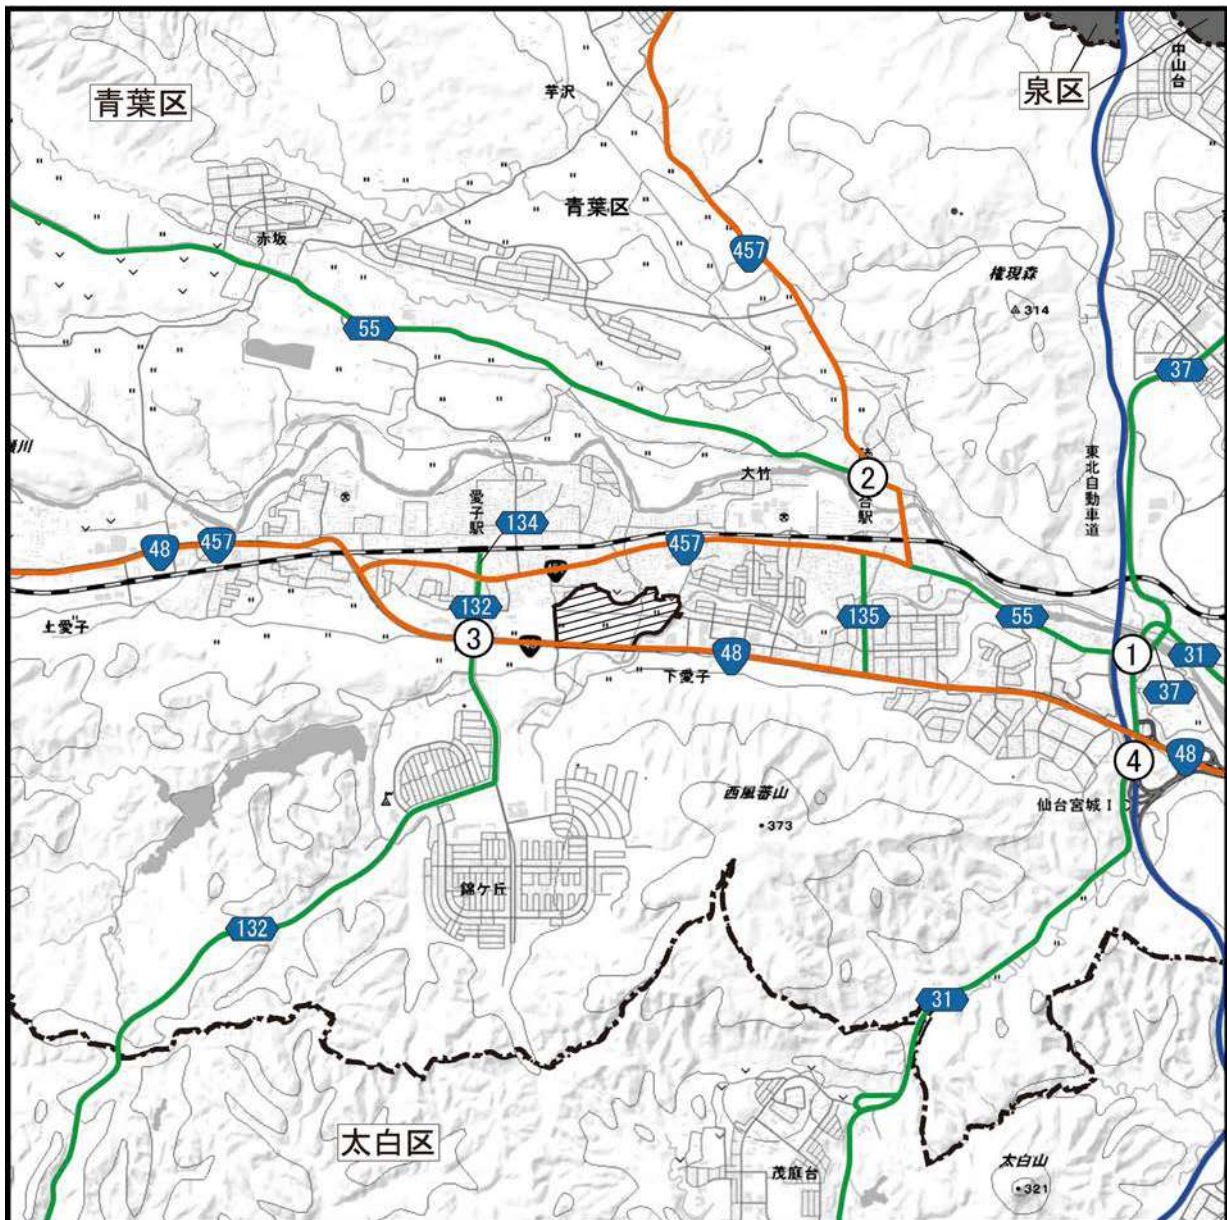 中山台
青葉区
芋沢
泉区
青葉区
赤坂
457
権現森
314
55
37
東北自動車道
大竹
2
合駅
愛子駅
134
48
457
457
132
135
55
1
31
上愛子
3
48
下愛子
37
4
48
西風蕃山
373
仙台宮城I
錦ケ丘
132
31
太白区
茂庭台
太白山
321